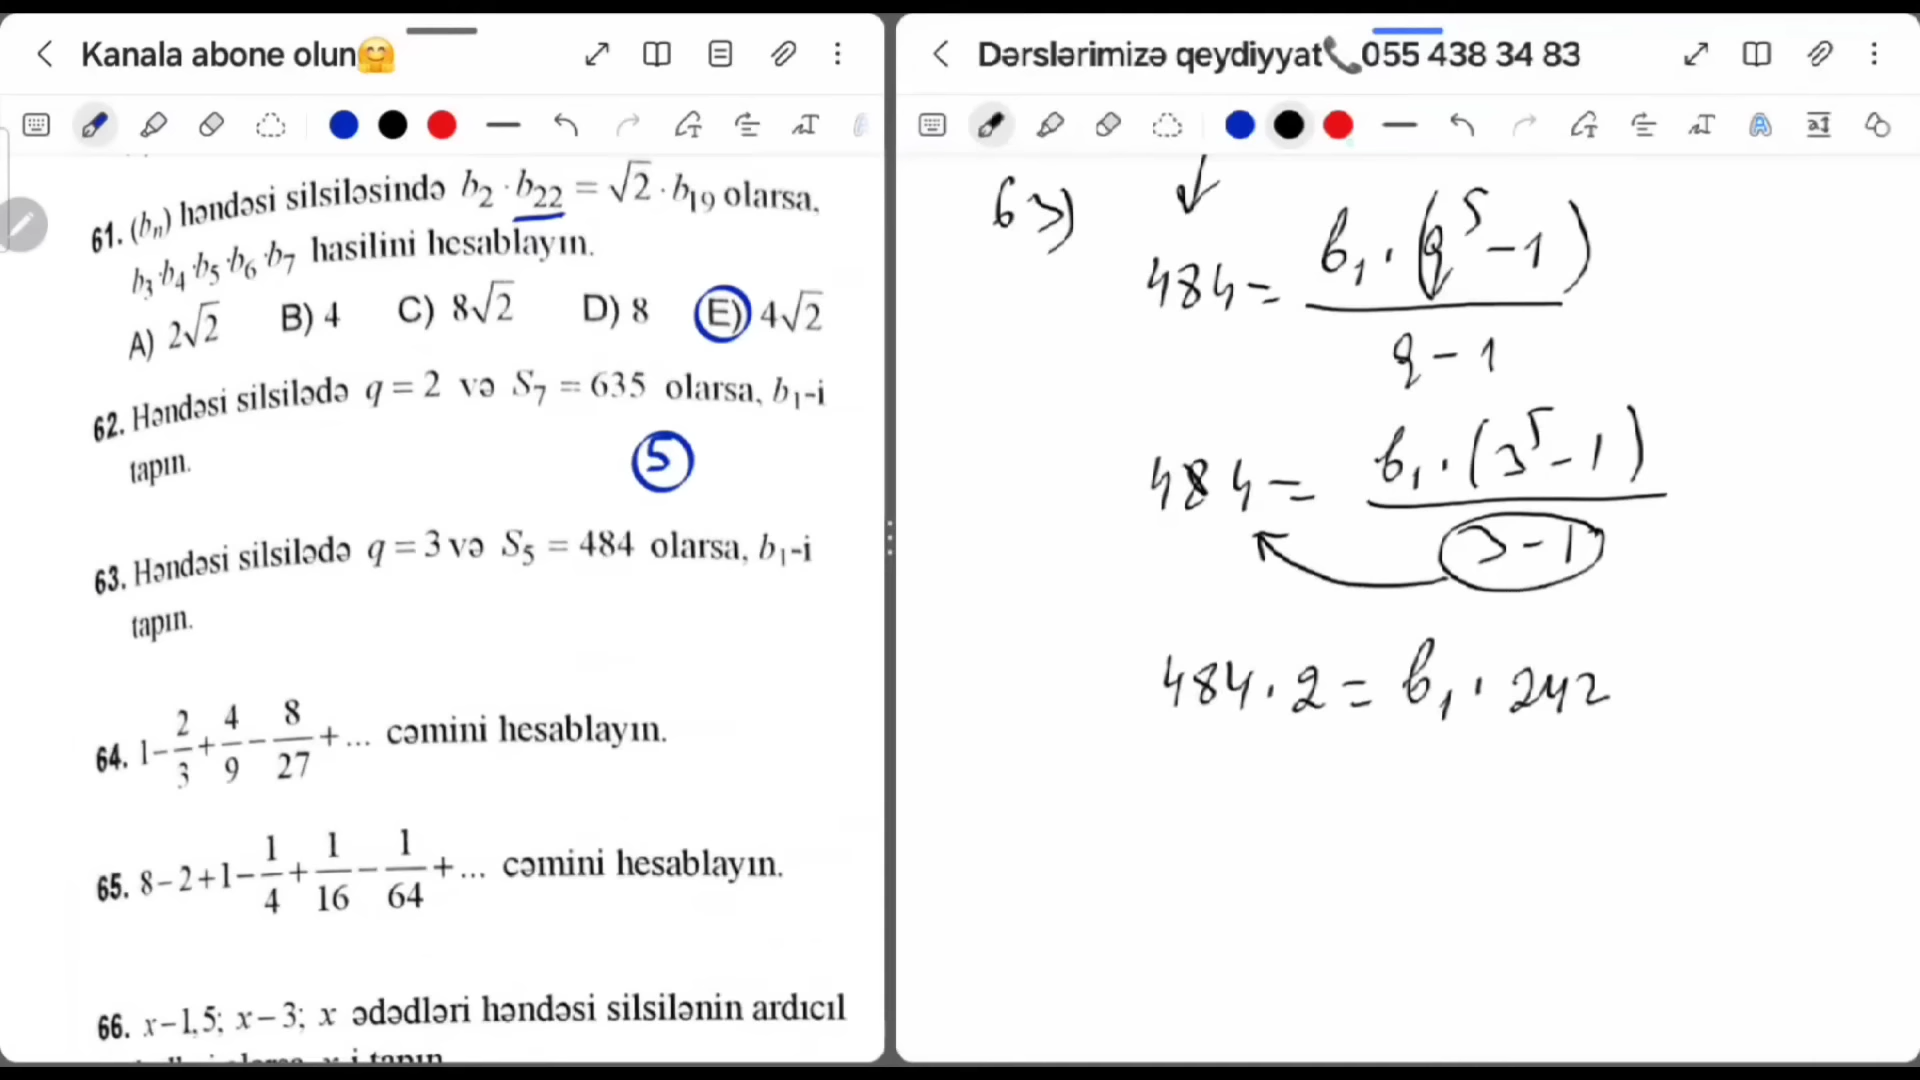 Kanala abone olun🤗
61. (bₙ) həndəsi silsiləsində b₂ · b₂₂ = √2 · b₁₉ olarsa,
b₃·b₄·b₅·b₆·b₇ hasilini hesablayın.
A) 2√2 B) 4 C) 8√2 D) 8 E) 4√2
62. Həndəsi silsilədə q = 2 və S₇ = 635 olarsa, b₁-i
tapın.
5
63. Həndəsi silsilədə q = 3 və S₅ = 484 olarsa, b₁-i
tapın.
64. 1 − 2/3 + 4/9 − 8/27 + ... cəmini hesablayın.
65. 8 − 2 + 1 − 1/4 + 1/16 − 1/64 + ... cəmini hesablayın.
66. x − 1,5; x − 3; x ədədləri həndəsi silsilənin ardıcıl
Dərslərimizə qeydiyyat📞055 438 34 83
63)
484 = b₁ · (q⁵ − 1) / q − 1
484 = b₁ · (3⁵ − 1) / 3 − 1
484 · 2 = b₁ · 242